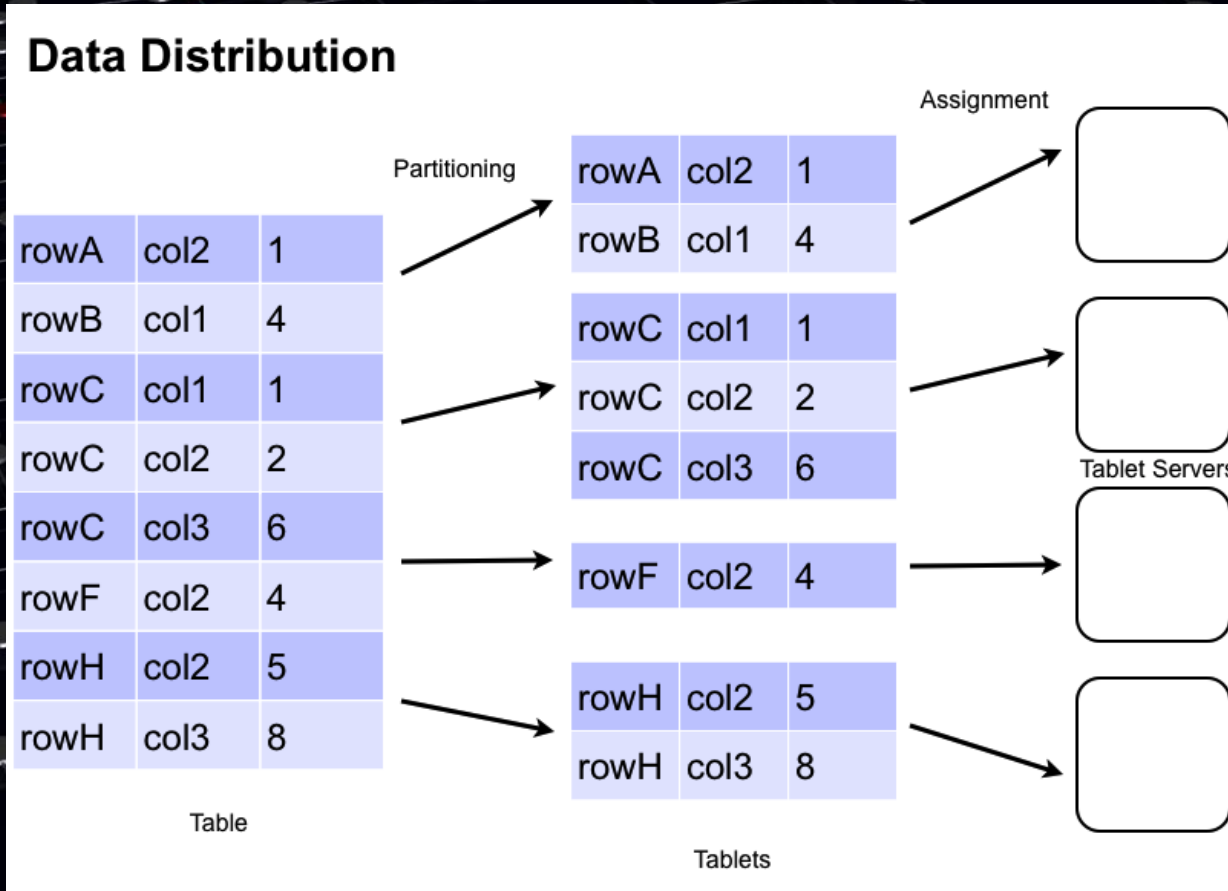 Data Distribution
Assignment
Partitioning
rowA col2 1
rowB col1 4
rowC col1 1
rowC col2 2
rowC col3 6
rowF col2 4
rowH col2 5
rowH col3 8
Table
rowA col2 1
rowB col1 4
rowC col1 1
rowC col2 2
rowC col3 6
rowF col2 4
rowH col2 5
rowH col3 8
Tablets
Tablet Servers